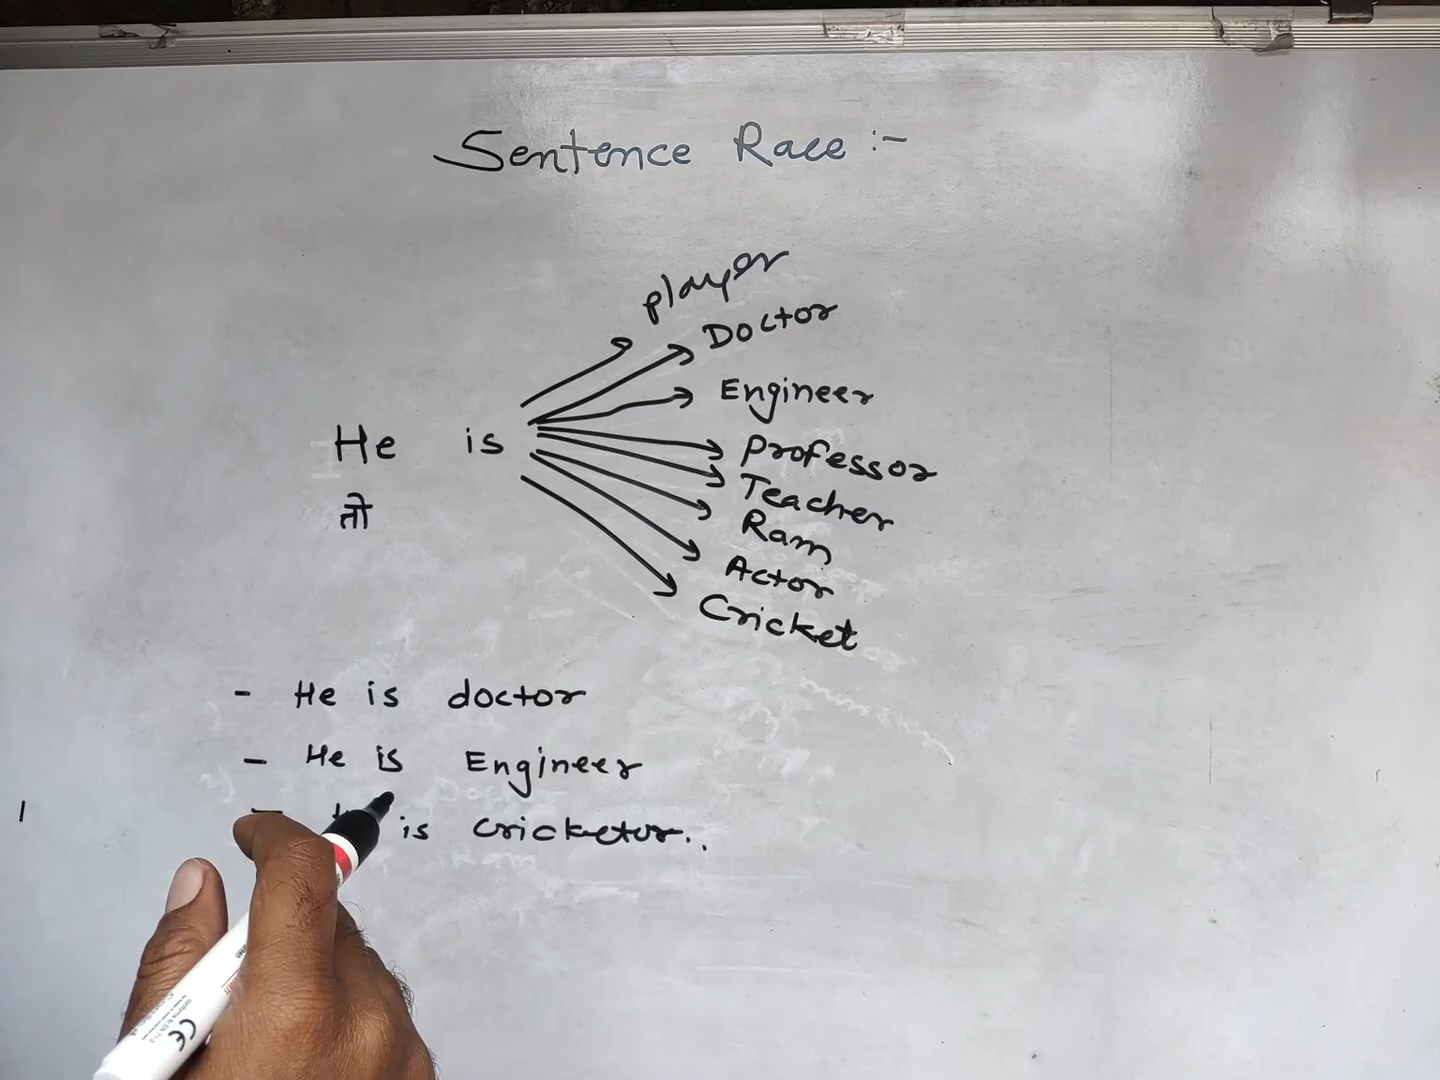 Sentence Race :-
player
Doctor
Engineer
He is
Professor
तो
Teacher
Ram
Actor
Cricket
- He is doctor
- He is Engineer
- is cricketor..
CE